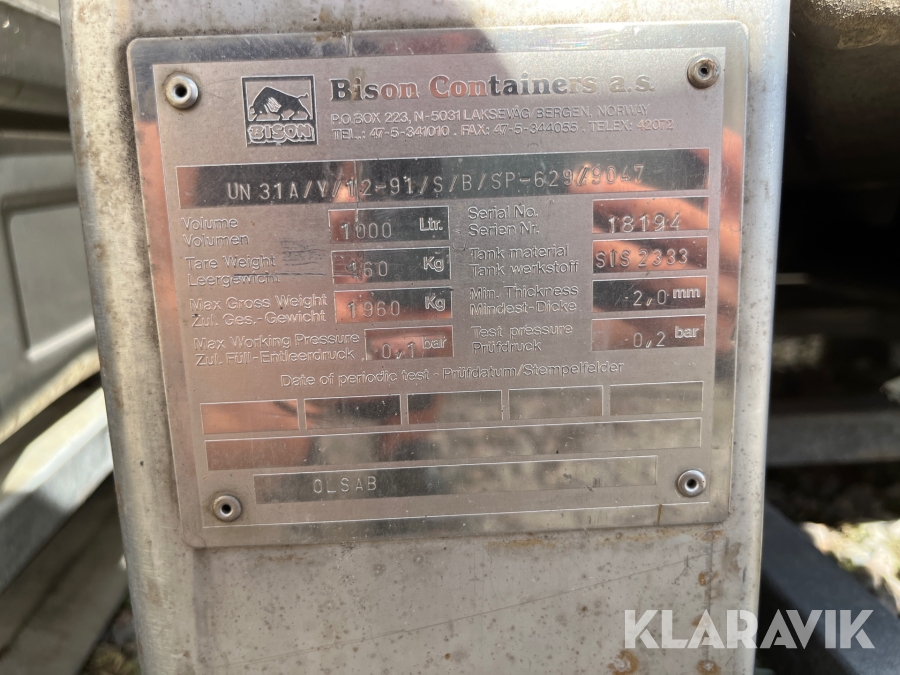 Bison Containers a.s.
P.O.BOX 223, N-5031 LAKSEVÅG/BERGEN, NORWAY
TEL.: 47-5-341010 . FAX: 47-5-344055 . TELEX: 42072
BISON
UN 31A/Y/12-91/S/B/SP-629/9047
Volume
Volumen
1000 Ltr.
Serial No.
Serien Nr.
18194
Tare Weight
Leergewicht
160 Kg
Tank material
Tank werkstoff
SIS 2333
Max Gross Weight
Zul. Ges.-Gewicht
1960 Kg
Min. Thickness
Mindest-Dicke
2,0 mm
Max Working Pressure
Zul. Füll-Entleerdruck
0,1 bar
Test pressure
Prüfdruck
0,2 bar
Date of periodic test - Prüfdatum/Stempelfelder
OLSAB
KLARAVIK